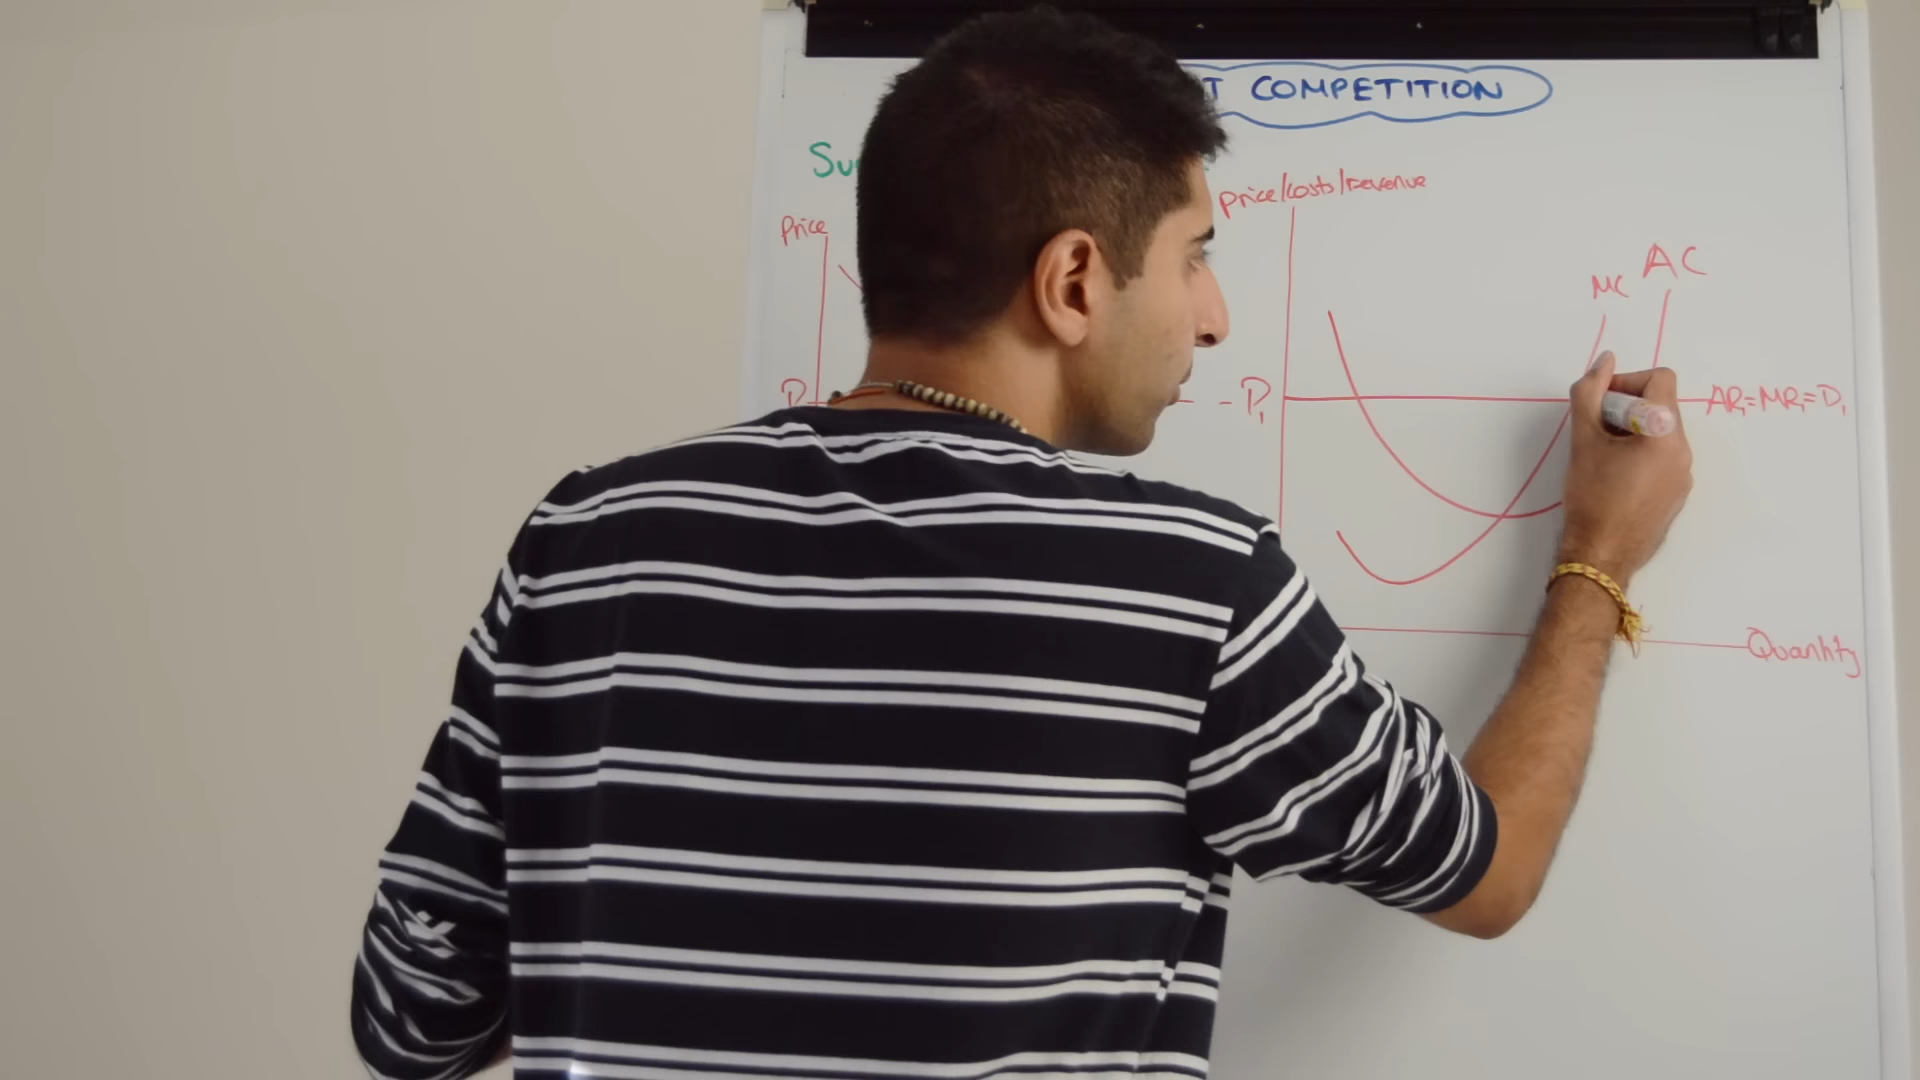 T COMPETITION
Su
price/costs/revenue
Price
AC
MC
P₁
AR₁=MR₁=D₁
Quantity